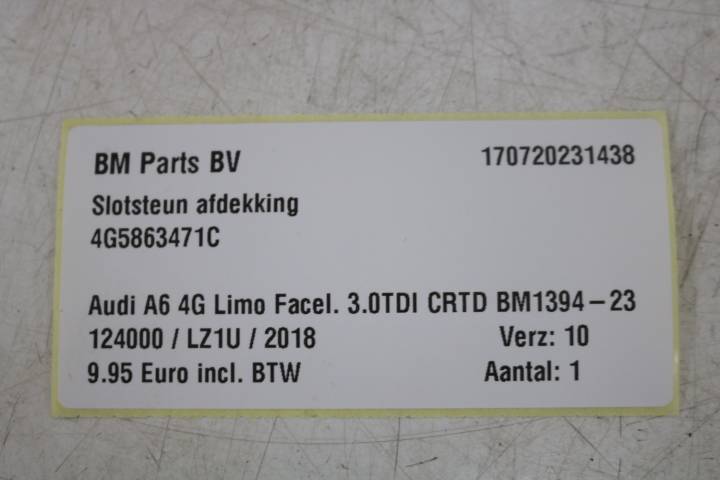 BM Parts BV 170720231438
Slotsteun afdekking
4G5863471C
Audi A6 4G Limo Facel. 3.0TDI CRTD BM1394-23
124000 / LZ1U / 2018 Verz: 10
9.95 Euro incl. BTW Aantal: 1